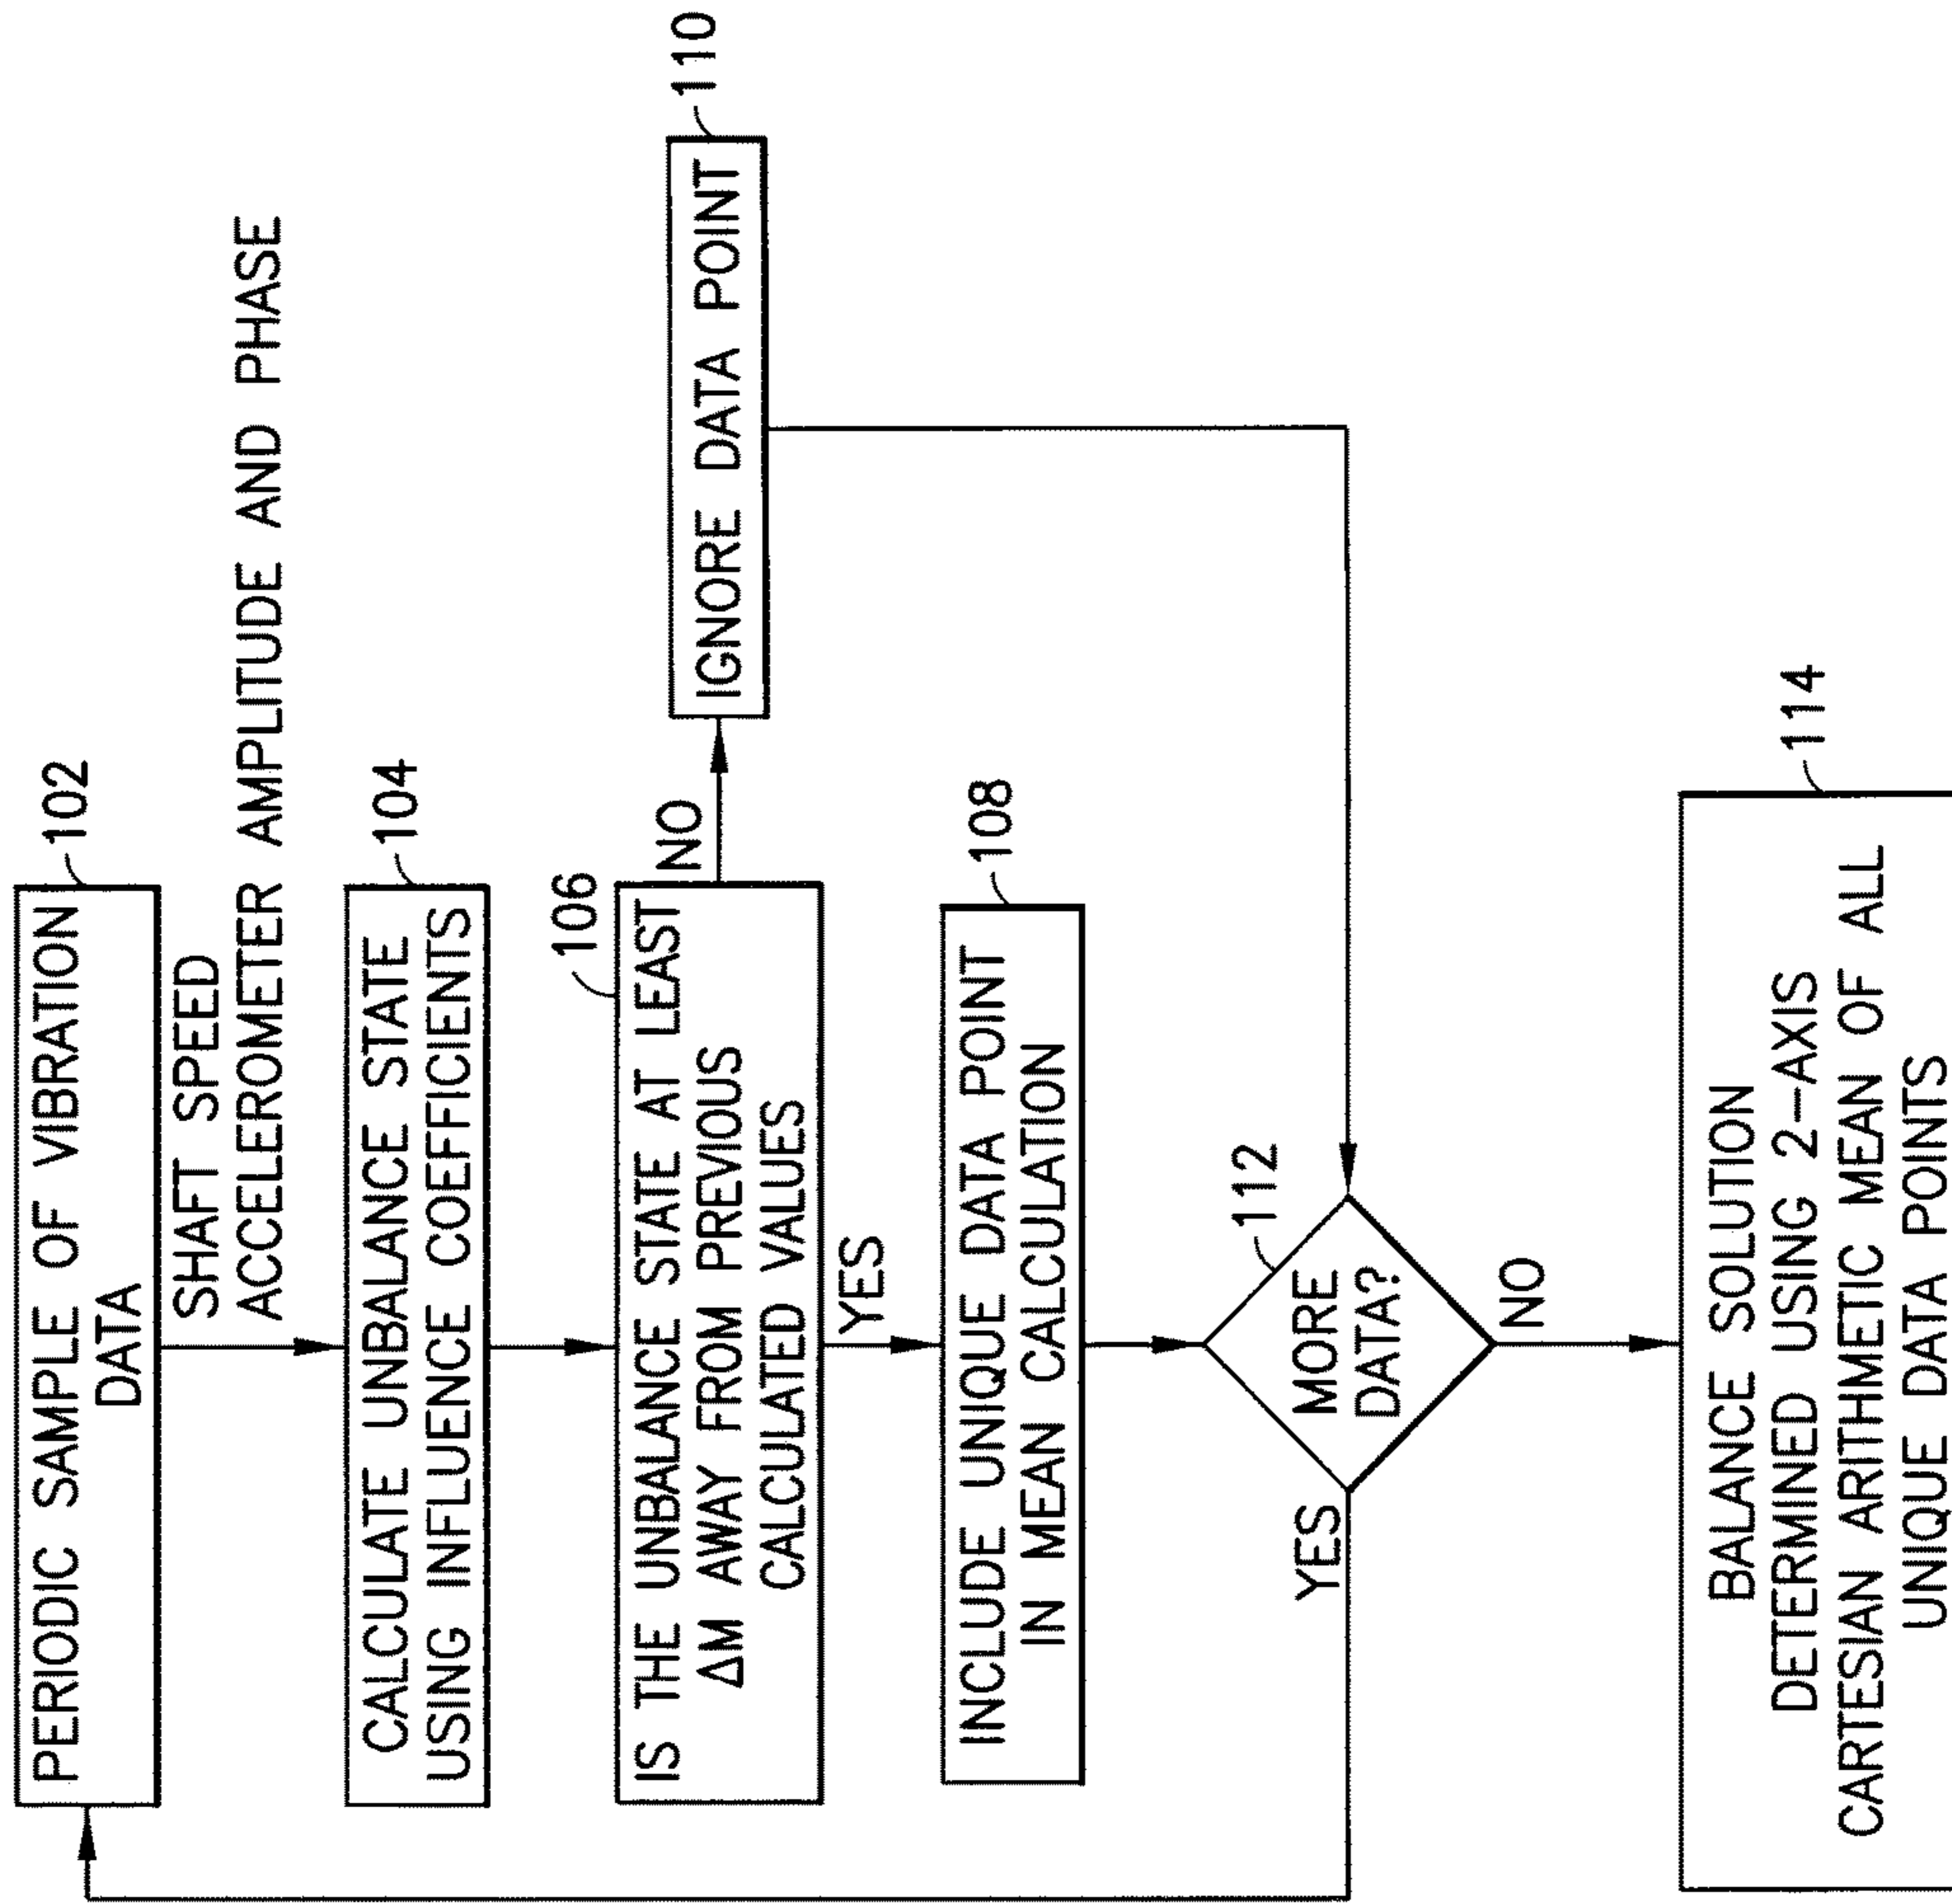 PERIODIC SAMPLE OF VIBRATION
DATA
102
SHAFT SPEED
ACCELEROMETER AMPLITUDE AND PHASE
CALCULATE UNBALANCE STATE
USING INFLUENCE COEFFICIENTS
104
106
IS THE UNBALANCE STATE AT LEAST
ΔM AWAY FROM PREVIOUS
CALCULATED VALUES
NO
IGNORE DATA POINT
110
YES
INCLUDE UNIQUE DATA POINT
IN MEAN CALCULATION
108
112
MORE
DATA?
YES
NO
BALANCE SOLUTION
DETERMINED USING 2-AXIS
CARTESIAN ARITHMETIC MEAN OF ALL
UNIQUE DATA POINTS
114